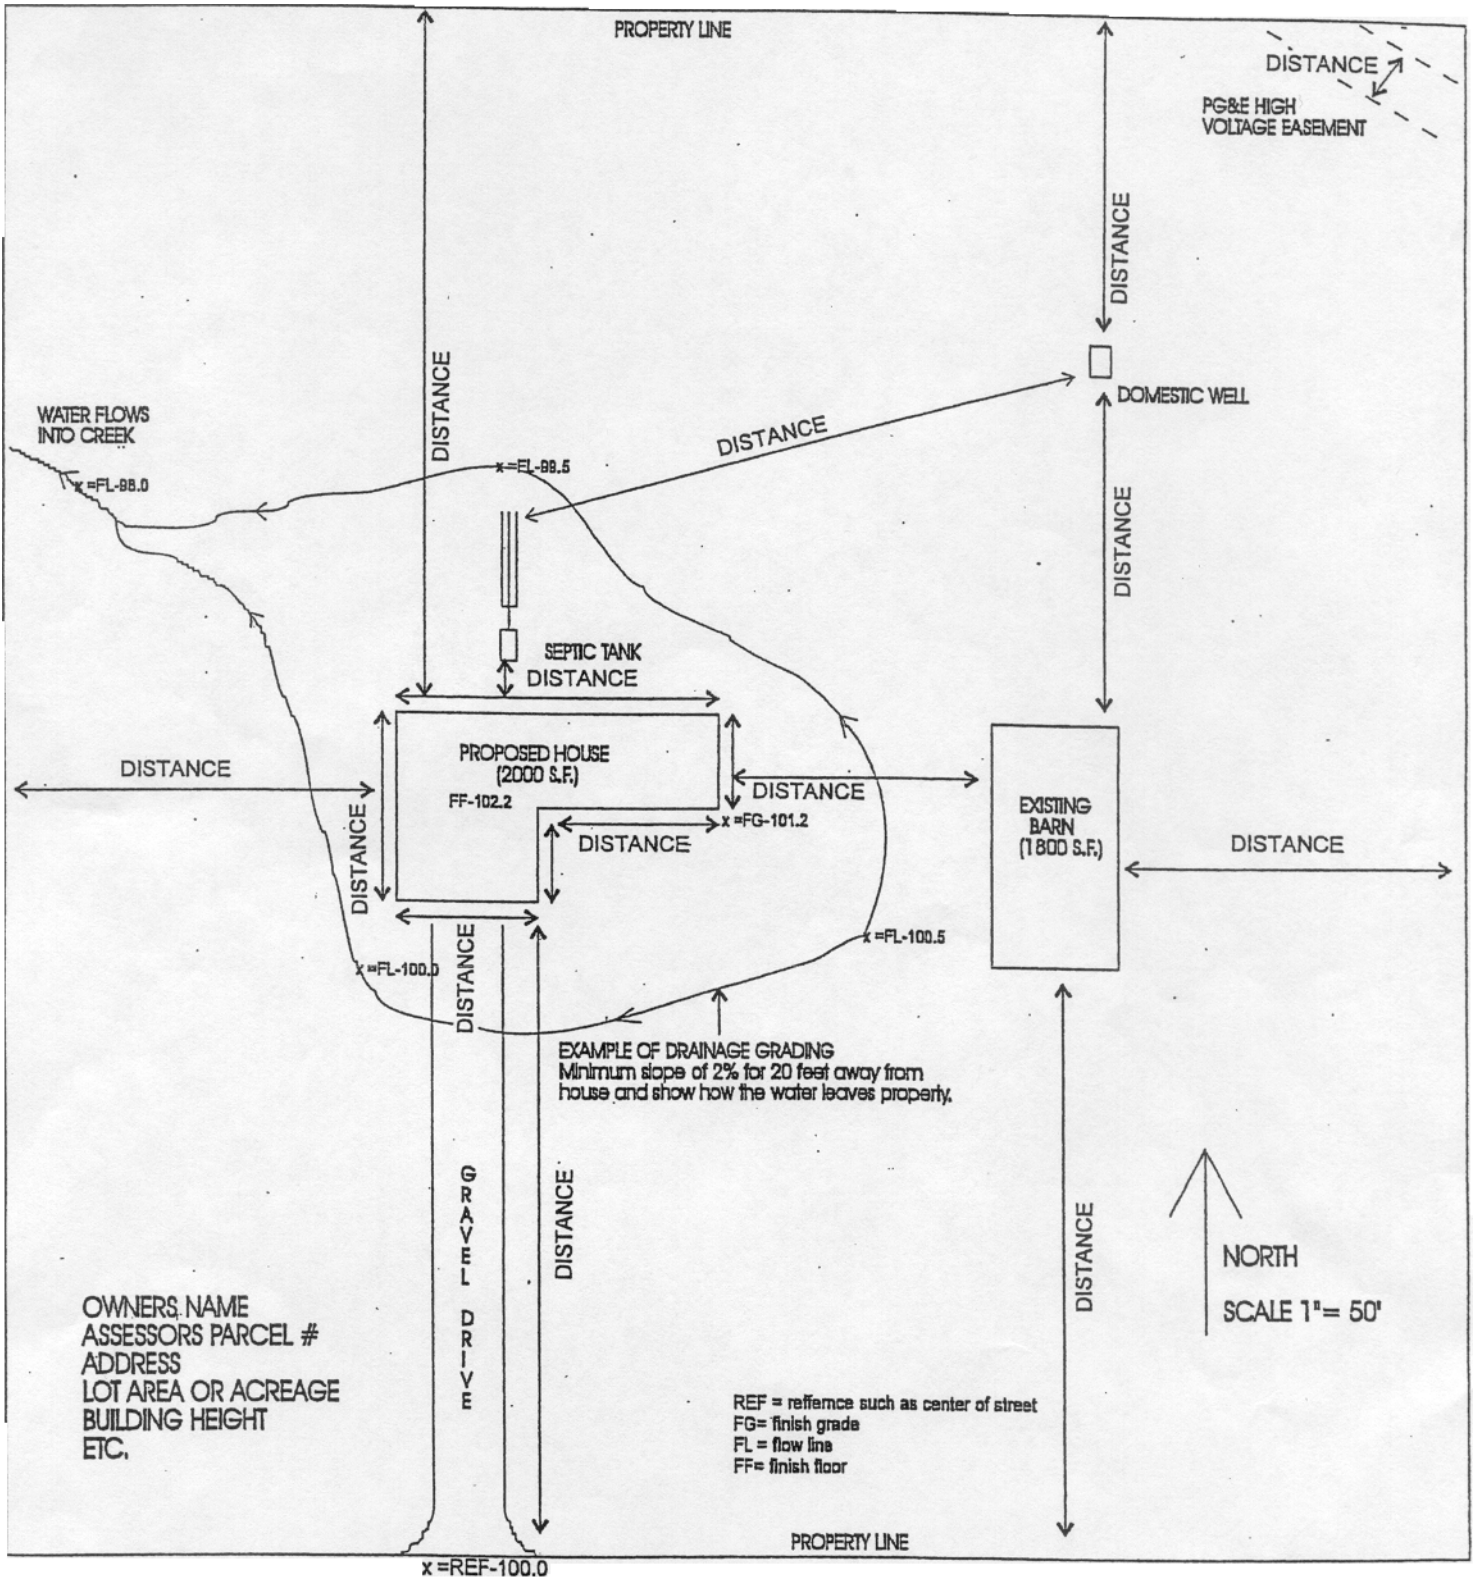 PROPERTY LINE
DISTANCE
PG&E HIGH
VOLTAGE EASEMENT
DISTANCE
DISTANCE
DOMESTIC WELL
DISTANCE
WATER FLOWS
INTO CREEK
x =FL-98.0
x =FL-99.5
DISTANCE
SEPTIC TANK
DISTANCE
PROPOSED HOUSE
(2000 S.F.)
FF-102.2
DISTANCE
DISTANCE
DISTANCE
x =FG-101.2
DISTANCE
EXISTING
BARN
(1800 S.F.)
DISTANCE
x =FL-100.5
x =FL-100.0
DISTANCE
EXAMPLE OF DRAINAGE GRADING
Minimum slope of 2% for 20 feet away from
house and show how the water leaves property.
GRAVEL DRIVE
DISTANCE
DISTANCE
NORTH
SCALE 1"= 50'
OWNERS NAME
ASSESSORS PARCEL #
ADDRESS
LOT AREA OR ACREAGE
BUILDING HEIGHT
ETC.
REF = reffernce such as center of street
FG= finish grade
FL = flow line
FF= finish floor
PROPERTY LINE
x =REF-100.0